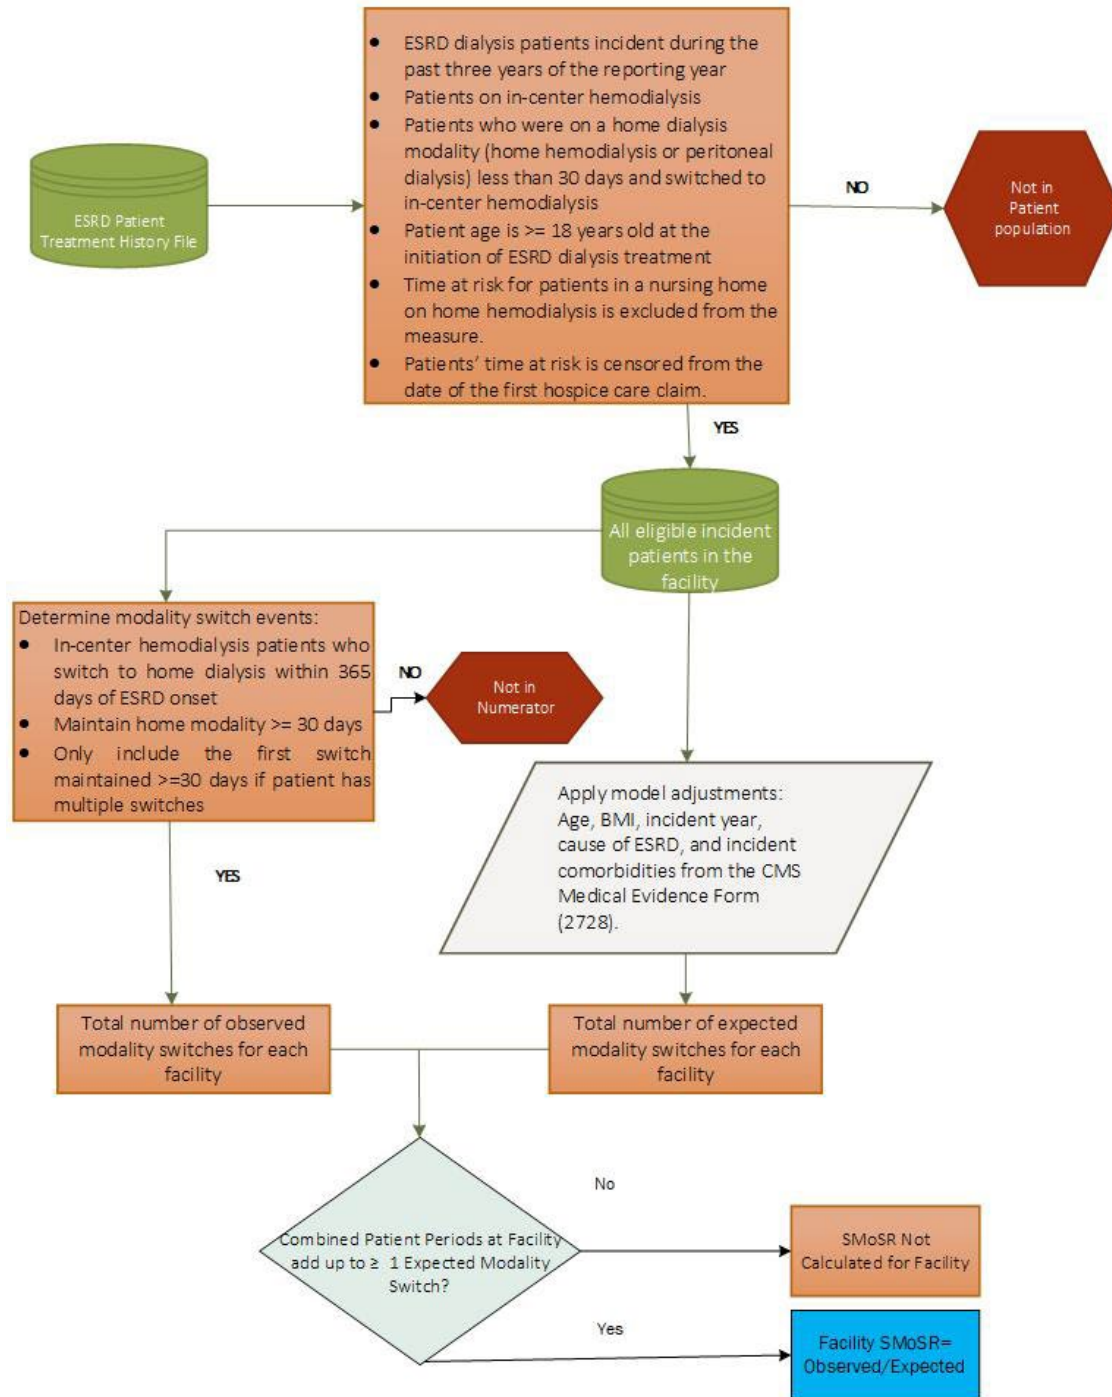 ESRD Patient
Treatment History File
• ESRD dialysis patients incident during the
past three years of the reporting year
• Patients on in-center hemodialysis
• Patients who were on a home dialysis
modality (home hemodialysis or peritoneal
dialysis) less than 30 days and switched to
in-center hemodialysis
• Patient age is >= 18 years old at the
initiation of ESRD dialysis treatment
• Time at risk for patients in a nursing home
on home hemodialysis is excluded from the
measure.
• Patients’ time at risk is censored from the
date of the first hospice care claim.
NO
Not in
Patient
population
YES
All eligible incident
patients in the
facility
Determine modality switch events:
• In-center hemodialysis patients who
switch to home dialysis within 365
days of ESRD onset
• Maintain home modality >= 30 days
• Only include the first switch
maintained >=30 days if patient has
multiple switches
NO
Not in
Numerator
YES
Apply model adjustments:
Age, BMI, incident year,
cause of ESRD, and incident
comorbidities from the CMS
Medical Evidence Form
(2728).
Total number of observed
modality switches for each
facility
Total number of expected
modality switches for each
facility
Combined Patient Periods at Facility
add up to ≥ 1 Expected Modality
Switch?
No
SMoSR Not
Calculated for Facility
Yes
Facility SMoSR=
Observed/Expected